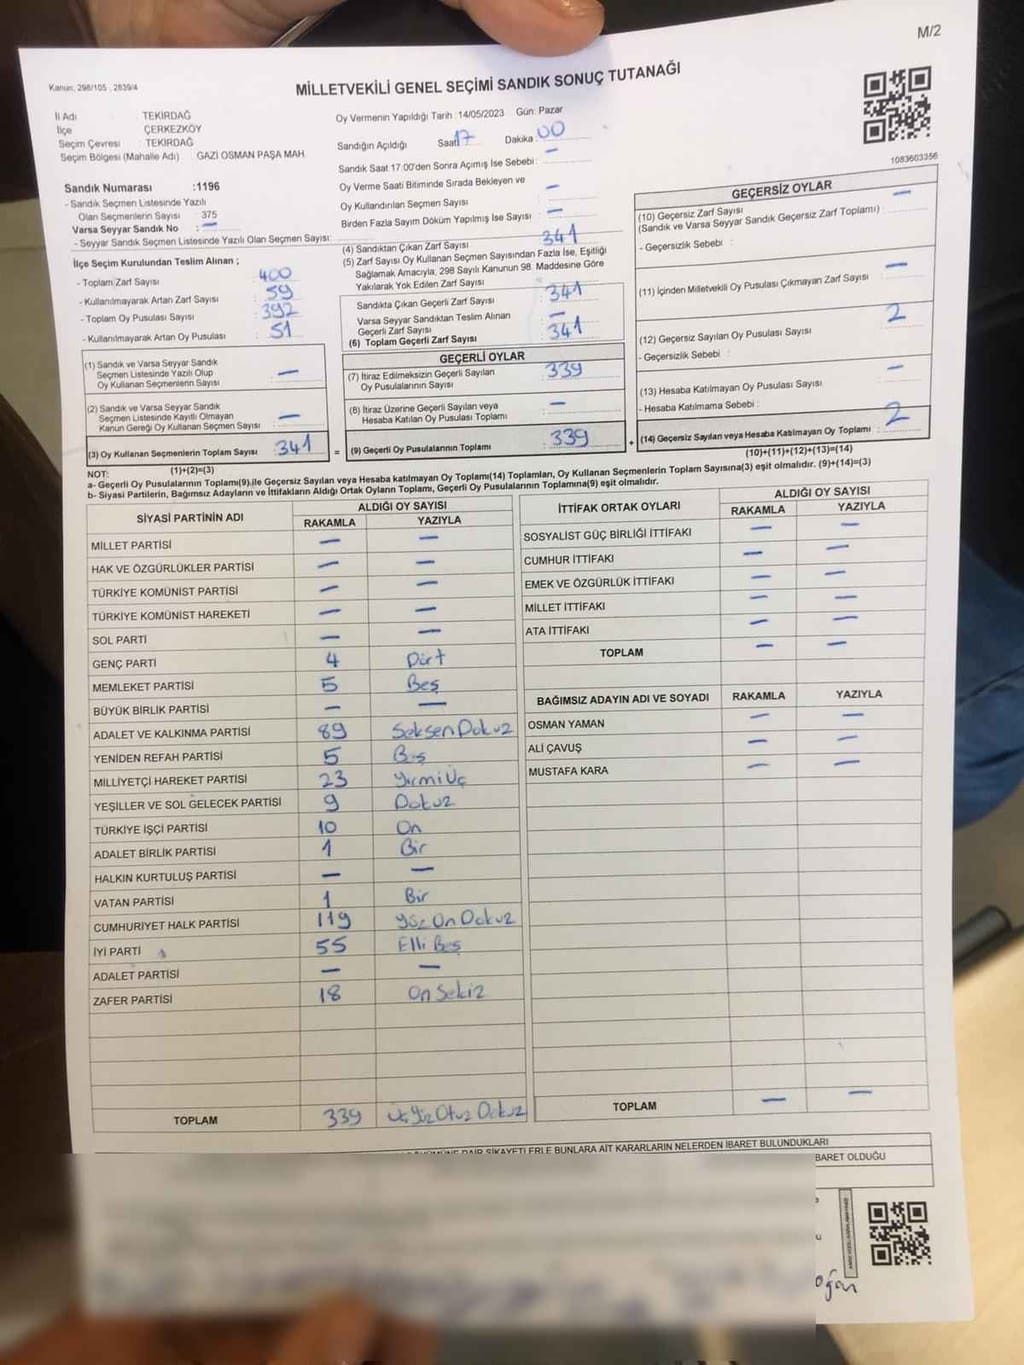 M/2
Kanun: 298/105 , 2839/4
MİLLETVEKİLİ GENEL SEÇİMİ SANDIK SONUÇ TUTANAĞI
İl Adı TEKİRDAĞ
İlçe ÇERKEZKÖY
Seçim Çevresi : TEKİRDAĞ
Seçim Bölgesi (Mahalle Adı) GAZİ OSMAN PAŞA MAH
Sandık Numarası :1196
- Sandık Seçmen Listesinde Yazılı
Olan Seçmenlerin Sayısı 375
Varsa Seyyar Sandık No : —
- Seyyar Sandık Seçmen Listesinde Yazılı Olan Seçmen Sayısı:
İlçe Seçim Kurulundan Teslim Alınan ;
- Toplam Zarf Sayısı : 400
- Kullanılmayarak Artan Zarf Sayısı : 59
- Toplam Oy Pusulası Sayısı : 392
- Kullanılmayarak Artan Oy Pusulası : 51
(1) Sandık ve Varsa Seyyar Sandık
Seçmen Listesinde Yazılı Olup
Oy Kullanan Seçmenlerin Sayısı : —
(2) Sandık ve Varsa Seyyar Sandık
Seçmen Listesinde Kayıtlı Olmayan
Kanun Gereği Oy Kullanan Seçmen Sayısı : —
(3) Oy Kullanan Seçmenlerin Toplam Sayısı : 341
(1)+(2)=(3)
Oy Vermenin Yapıldığı Tarih :14/05/2023 Gün: Pazar
Sandığın Açıldığı Saat 17 Dakika 00
Sandık Saat 17:00'den Sonra Açımış İse Sebebi: —
Oy Verme Saati Bitiminde Sırada Bekleyen ve
Oy Kullandırılan Seçmen Sayısı : —
Birden Fazla Sayım Döküm Yapılmış İse Sayısı : —
(4) Sandıktan Çıkan Zarf Sayısı : 341
(5) Zarf Sayısı Oy Kullanan Seçmen Sayısından Fazla İse, Eşitliği
Sağlamak Amacıyla, 298 Sayılı Kanunun 98. Maddesine Göre
Yakılarak Yok Edilen Zarf Sayısı :
Sandıkta Çıkan Geçerli Zarf Sayısı : 341
Varsa Seyyar Sandıktan Teslim Alınan
Geçerli Zarf Sayısı : —
(6) Toplam Geçerli Zarf Sayısı : 341
GEÇERLİ OYLAR
(7) İtiraz Edilmeksizin Geçerli Sayılan
Oy Pusulalarının Sayısı : 339
(8) İtiraz Üzerine Geçerli Sayılan veya
Hesaba Katılan Oy Pusulası Toplamı : —
= (9) Geçerli Oy Pusulalarının Toplamı : 339
1083603356
GEÇERSİZ OYLAR
(10) Geçersiz Zarf Sayısı —
(Sandık ve Varsa Seyyar Sandık Geçersiz Zarf Toplamı) :
- Geçersizlik Sebebi :
(11) İçinden Milletvekili Oy Pusulası Çıkmayan Zarf Sayısı —
(12) Geçersiz Sayılan Oy Pusulası Sayısı 2
- Geçersizlik Sebebi :
(13) Hesaba Katılmayan Oy Pusulası Sayısı —
- Hesaba Katılmama Sebebi :
+ (14) Geçersiz Sayılan veya Hesaba Katılmayan Oy Toplamı : 2
(10)+(11)+(12)+(13)=(14)
NOT:
a- Geçerli Oy Pusulalarının Toplamı(9) ile Geçersiz Sayılan veya Hesaba katılmayan Oy Toplamı(14) Toplamları, Oy Kullanan Seçmenlerin Toplam Sayısına(3) eşit olmalıdır. (9)+(14)=(3)
b- Siyasi Partilerin, Bağımsız Adayların ve İttifakların Aldığı Ortak Oyların Toplamı, Geçerli Oy Pusulalarının Toplamına(9) eşit olmalıdır.
SİYASİ PARTİNİN ADI ALDIĞI OY SAYISI
RAKAMLA YAZIYLA
MİLLET PARTİSİ — —
HAK VE ÖZGÜRLÜKLER PARTİSİ — —
TÜRKİYE KOMÜNİST PARTİSİ — —
TÜRKİYE KOMÜNİST HAREKETİ — —
SOL PARTİ — —
GENÇ PARTİ 4 Dört
MEMLEKET PARTİSİ 5 Beş
BÜYÜK BİRLİK PARTİSİ — —
ADALET VE KALKINMA PARTİSİ 89 Seksen Dokuz
YENİDEN REFAH PARTİSİ 5 Beş
MİLLİYETÇİ HAREKET PARTİSİ 23 Yirmi Üç
YEŞİLLER VE SOL GELECEK PARTİSİ 9 Dokuz
TÜRKİYE İŞÇİ PARTİSİ 10 On
ADALET BİRLİK PARTİSİ 1 Bir
HALKIN KURTULUŞ PARTİSİ — —
VATAN PARTİSİ 1 Bir
CUMHURİYET HALK PARTİSİ 119 Yüz On Dokuz
İYİ PARTİ 55 Elli Beş
ADALET PARTİSİ — —
ZAFER PARTİSİ 18 On Sekiz
TOPLAM 339 Üç Yüz Otuz Dokuz
İTTİFAK ORTAK OYLARI ALDIĞI OY SAYISI
RAKAMLA YAZIYLA
SOSYALİST GÜÇ BİRLİĞİ İTTİFAKI — —
CUMHUR İTTİFAKI — —
EMEK VE ÖZGÜRLÜK İTTİFAKI — —
MİLLET İTTİFAKI — —
ATA İTTİFAKI — —
TOPLAM — —
BAĞIMSIZ ADAYIN ADI VE SOYADI RAKAMLA YAZIYLA
OSMAN YAMAN — —
ALİ ÇAVUŞ — —
MUSTAFA KARA — —
TOPLAM — —
DAİR ŞİKAYETLERLE BUNLARA AİT KARARLARIN NELERDEN İBARET BULUNDUKLARI
BARET OLDUĞU